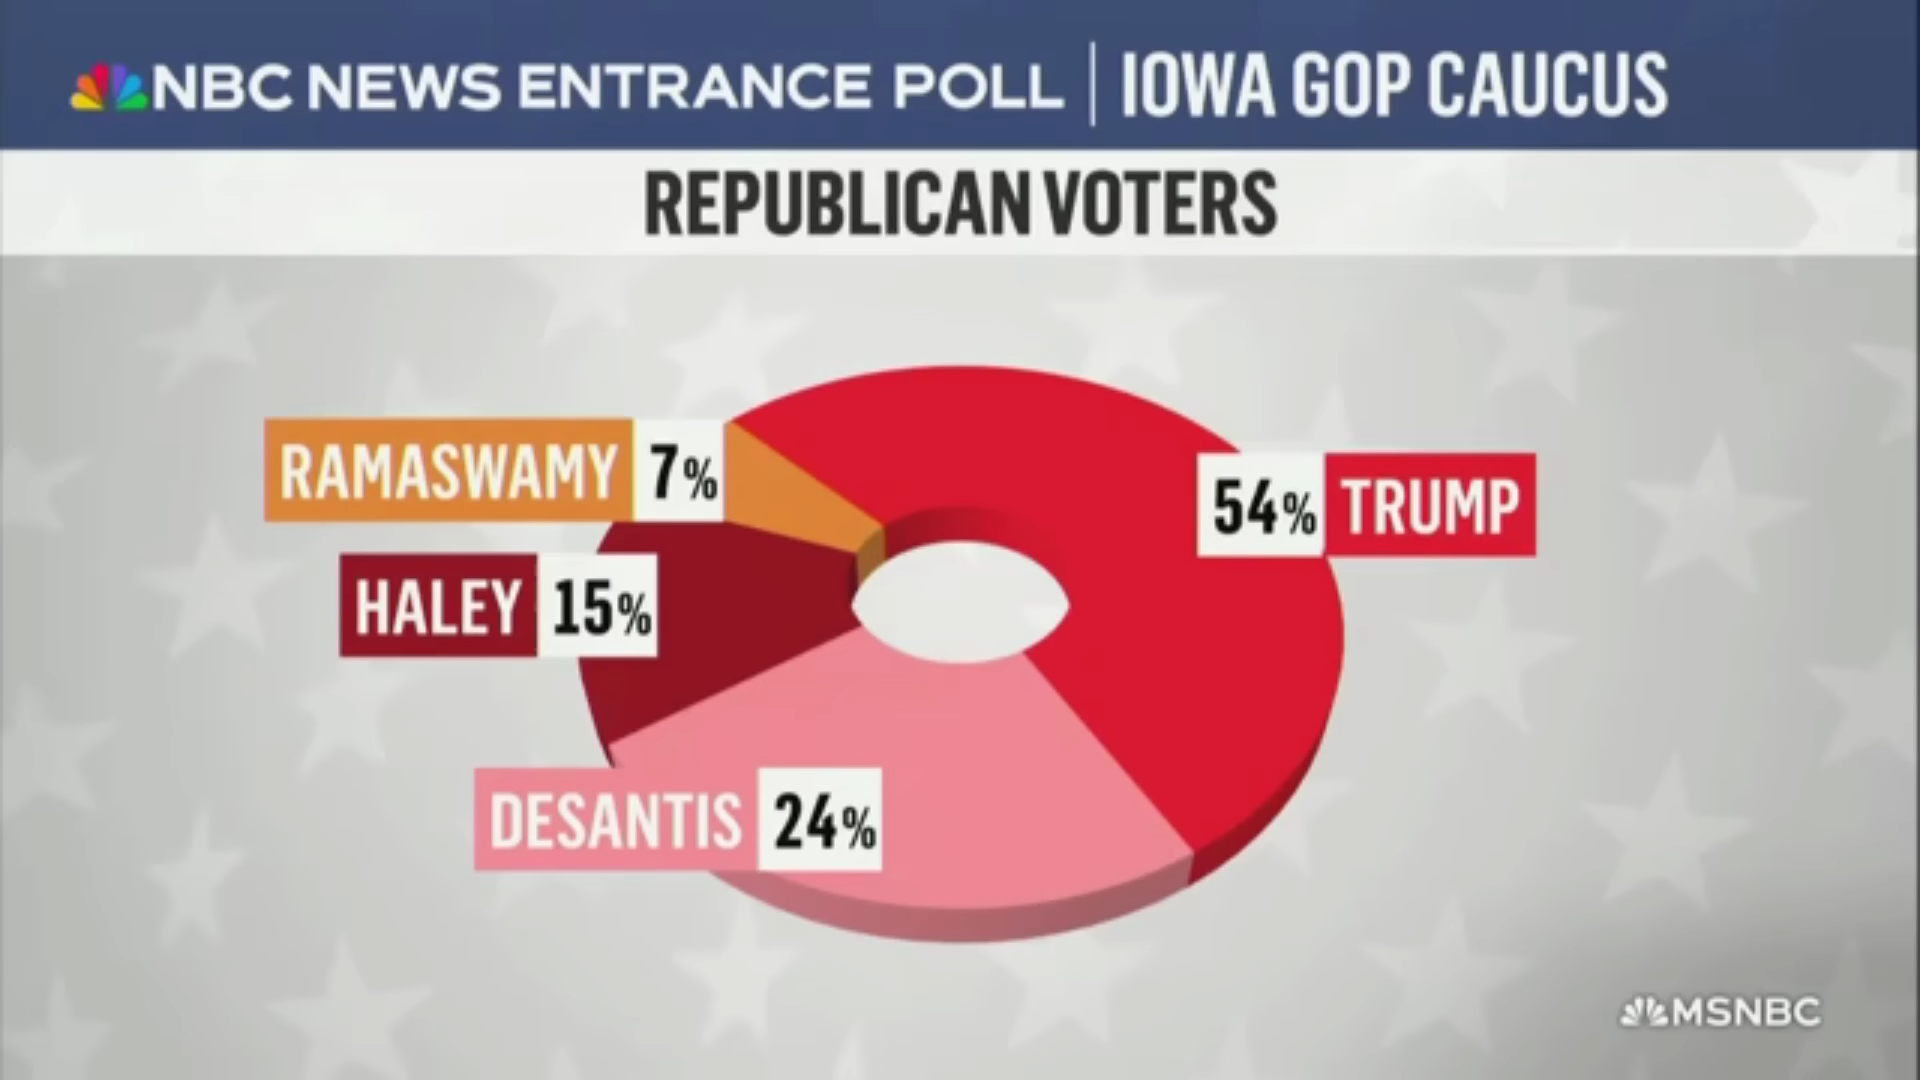 NBC NEWS ENTRANCE POLL | IOWA GOP CAUCUS
REPUBLICAN VOTERS
RAMASWAMY 7%
54% TRUMP
HALEY 15%
DESANTIS 24%
MSNBC